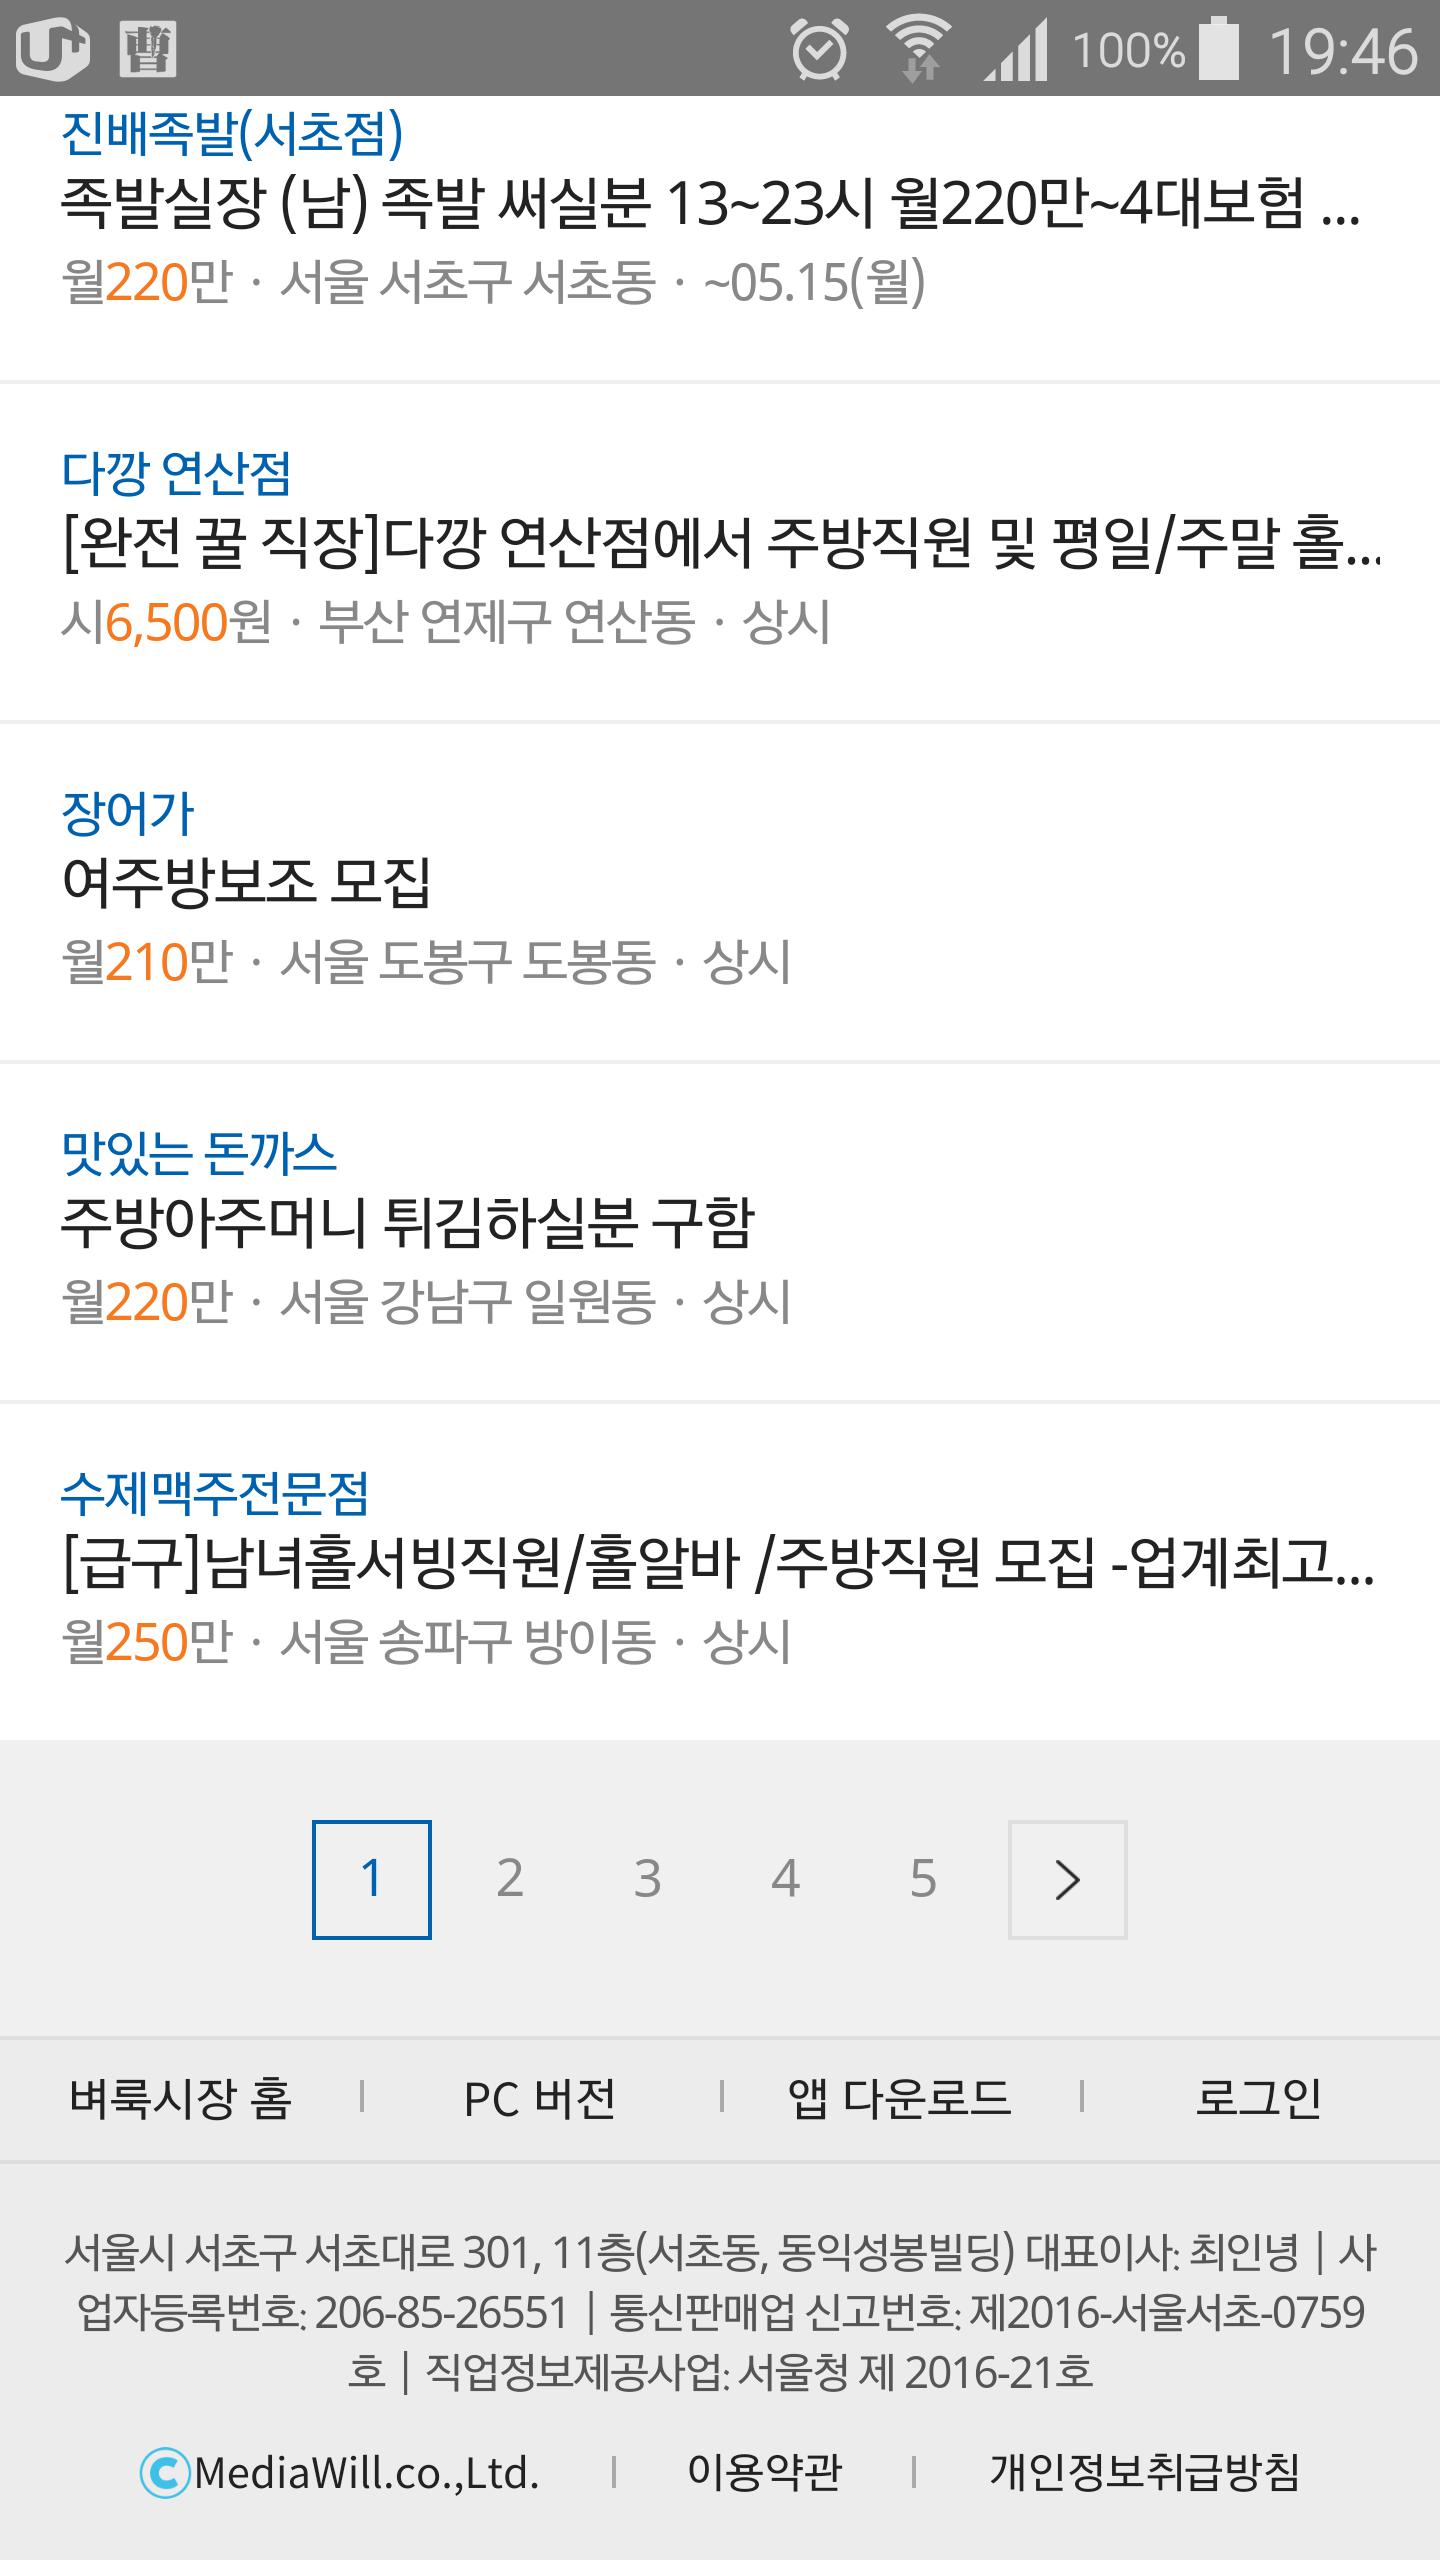 100% 19:46
진배족발(서초점)
족발실장 (남) 족발 써실분 13~23시 월220만~4대보험 ...
월220만 · 서울 서초구 서초동 · ~05.15(월)
다깡 연산점
[완전 꿀 직장]다깡 연산점에서 주방직원 및 평일/주말 홀...
시6,500원 · 부산 연제구 연산동 · 상시
장어가
여주방보조 모집
월210만 · 서울 도봉구 도봉동 · 상시
맛있는 돈까스
주방아주머니 튀김하실분 구함
월220만 · 서울 강남구 일원동 · 상시
수제맥주전문점
[급구]남녀홀서빙직원/홀알바 /주방직원 모집 -업계최고...
월250만 · 서울 송파구 방이동 · 상시
1 2 3 4 5 >
벼룩시장 홈 | PC 버전 | 앱 다운로드 | 로그인
서울시 서초구 서초대로 301, 11층(서초동, 동익성봉빌딩) 대표이사: 최인녕 | 사
업자등록번호: 206-85-26551 | 통신판매업 신고번호: 제2016-서울서초-0759
호 | 직업정보제공사업: 서울청 제 2016-21호
ⓒMediaWill.co.,Ltd. | 이용약관 | 개인정보취급방침